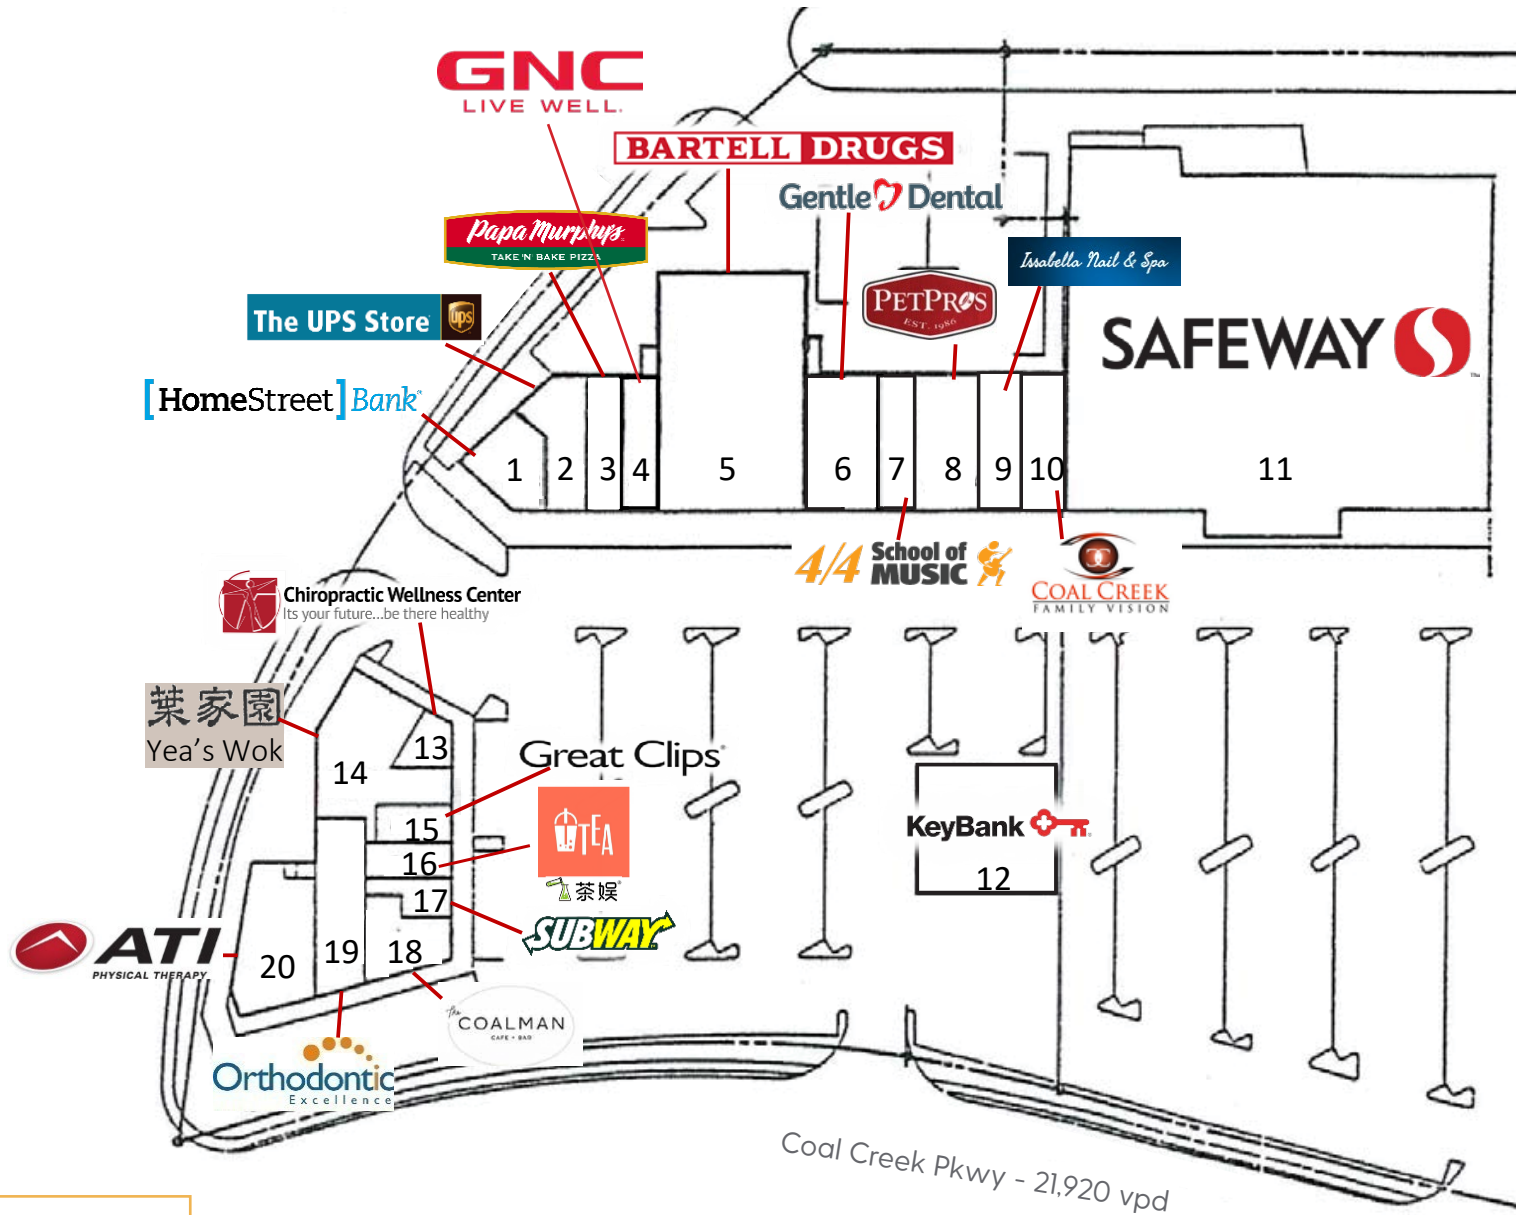 GNC
LIVE WELL.
BARTELL DRUGS
Gentle Dental
Papa Murphy's
TAKE 'N' BAKE PIZZA
Issabella Nail & Spa
PETPROS
EST. 1986
The UPS Store
ups
SAFEWAY
[HomeStreet] Bank
1 2 3 4 5 6 7 8 9 10 11
4/4 School of MUSIC
COAL CREEK
FAMILY VISION
Chiropractic Wellness Center
Its your future...be there healthy
葉家園
Yea's Wok
13
14
Great Clips
15
TEA
茶娱
16
KeyBank
12
17
SUBWAY
ATI
PHYSICAL THERAPY
20
19
18
the
COALMAN
CAFE • BAR
Orthodontic
Excellence
Coal Creek Pkwy - 21,920 vpd